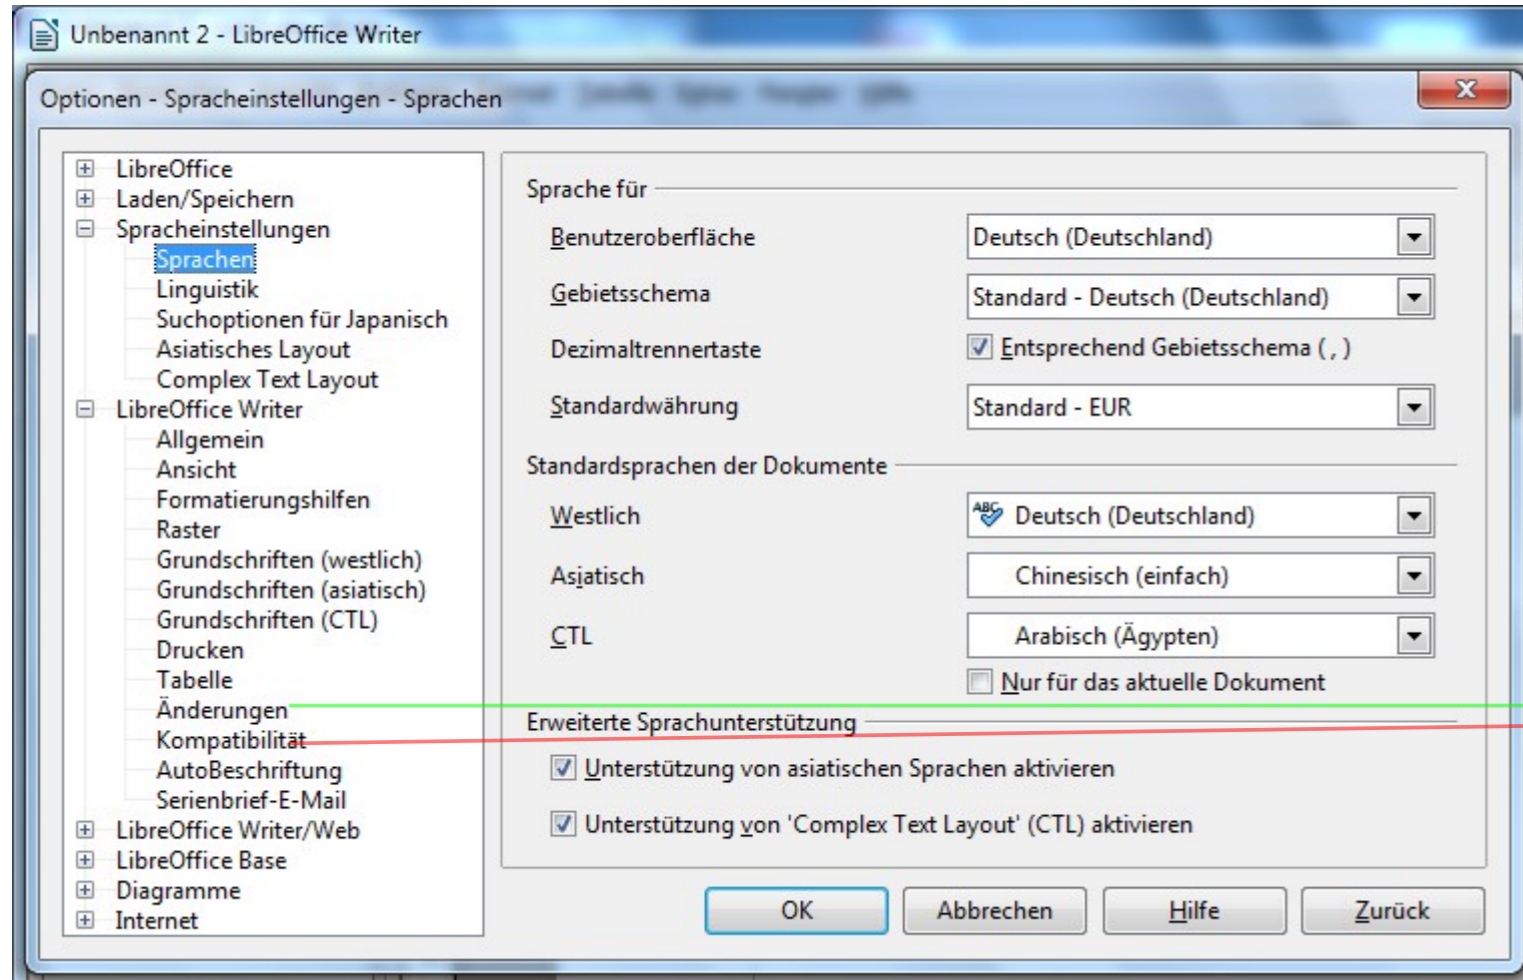 Unbenannt 2 - LibreOffice Writer
Optionen - Spracheinstellungen - Sprachen
LibreOffice
Laden/Speichern
Spracheinstellungen
Sprachen
Linguistik
Suchoptionen für Japanisch
Asiatisches Layout
Complex Text Layout
LibreOffice Writer
Allgemein
Ansicht
Formatierungshilfen
Raster
Grundschriften (westlich)
Grundschriften (asiatisch)
Grundschriften (CTL)
Drucken
Tabelle
Änderungen
Kompatibilität
AutoBeschriftung
Serienbrief-E-Mail
LibreOffice Writer/Web
LibreOffice Base
Diagramme
Internet
Sprache für
Benutzeroberfläche Deutsch (Deutschland)
Gebietsschema Standard - Deutsch (Deutschland)
Dezimaltrennertaste Entsprechend Gebietsschema ( , )
Standardwährung Standard - EUR
Standardsprachen der Dokumente
Westlich ABC Deutsch (Deutschland)
Asiatisch Chinesisch (einfach)
CTL Arabisch (Ägypten)
Nur für das aktuelle Dokument
Erweiterte Sprachunterstützung
Unterstützung von asiatischen Sprachen aktivieren
Unterstützung von 'Complex Text Layout' (CTL) aktivieren
OK Abbrechen Hilfe Zurück